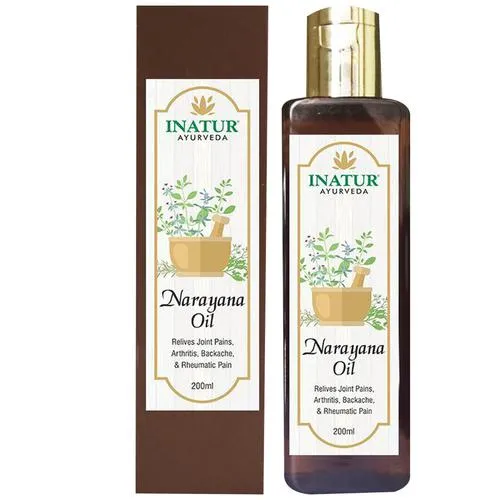 INATUR
AYURVEDA
Narayana
Oil
Relives Joint Pains,
Arthritis, Backache,
& Rheumatic Pain
200ml
INATUR
AYURVEDA
Narayana
Oil
Relives Joint Pains,
Arthritis, Backache,
& Rheumatic Pain
200ml